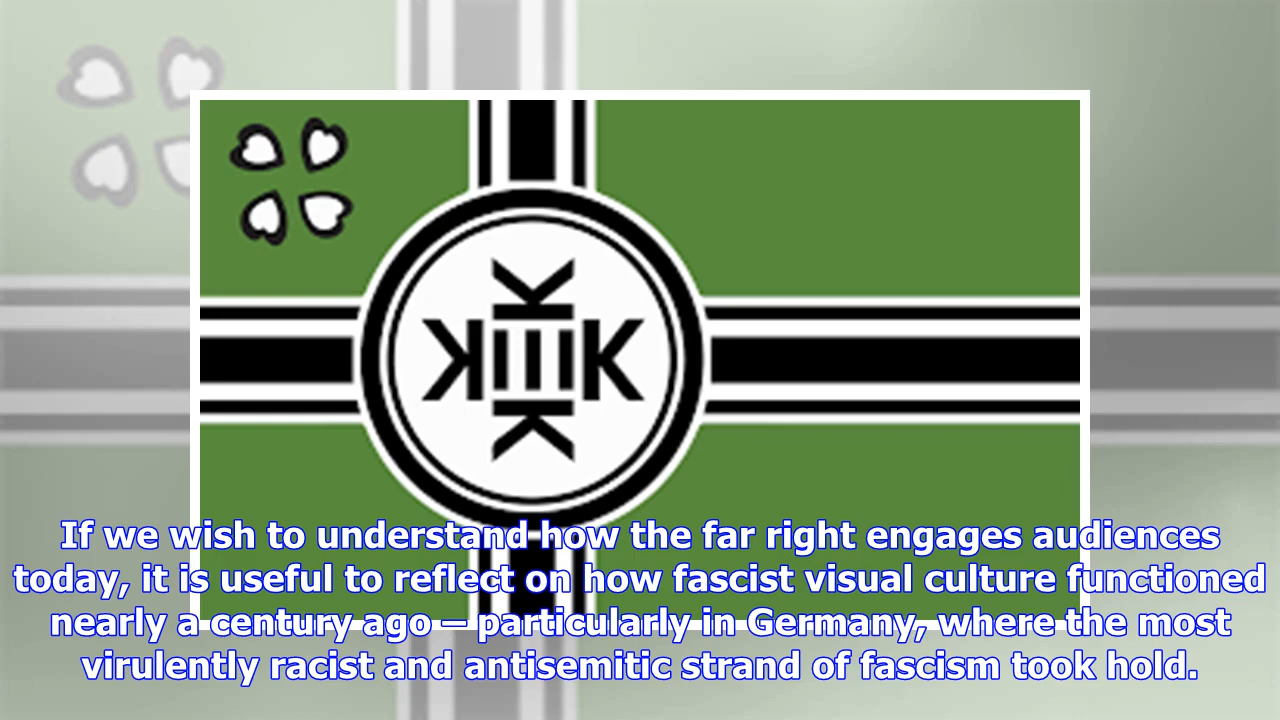 K
K K
E
K
If we wish to understand how the far right engages audiences
today, it is useful to reflect on how fascist visual culture functioned
nearly a century ago – particularly in Germany, where the most
virulently racist and antisemitic strand of fascism took hold.